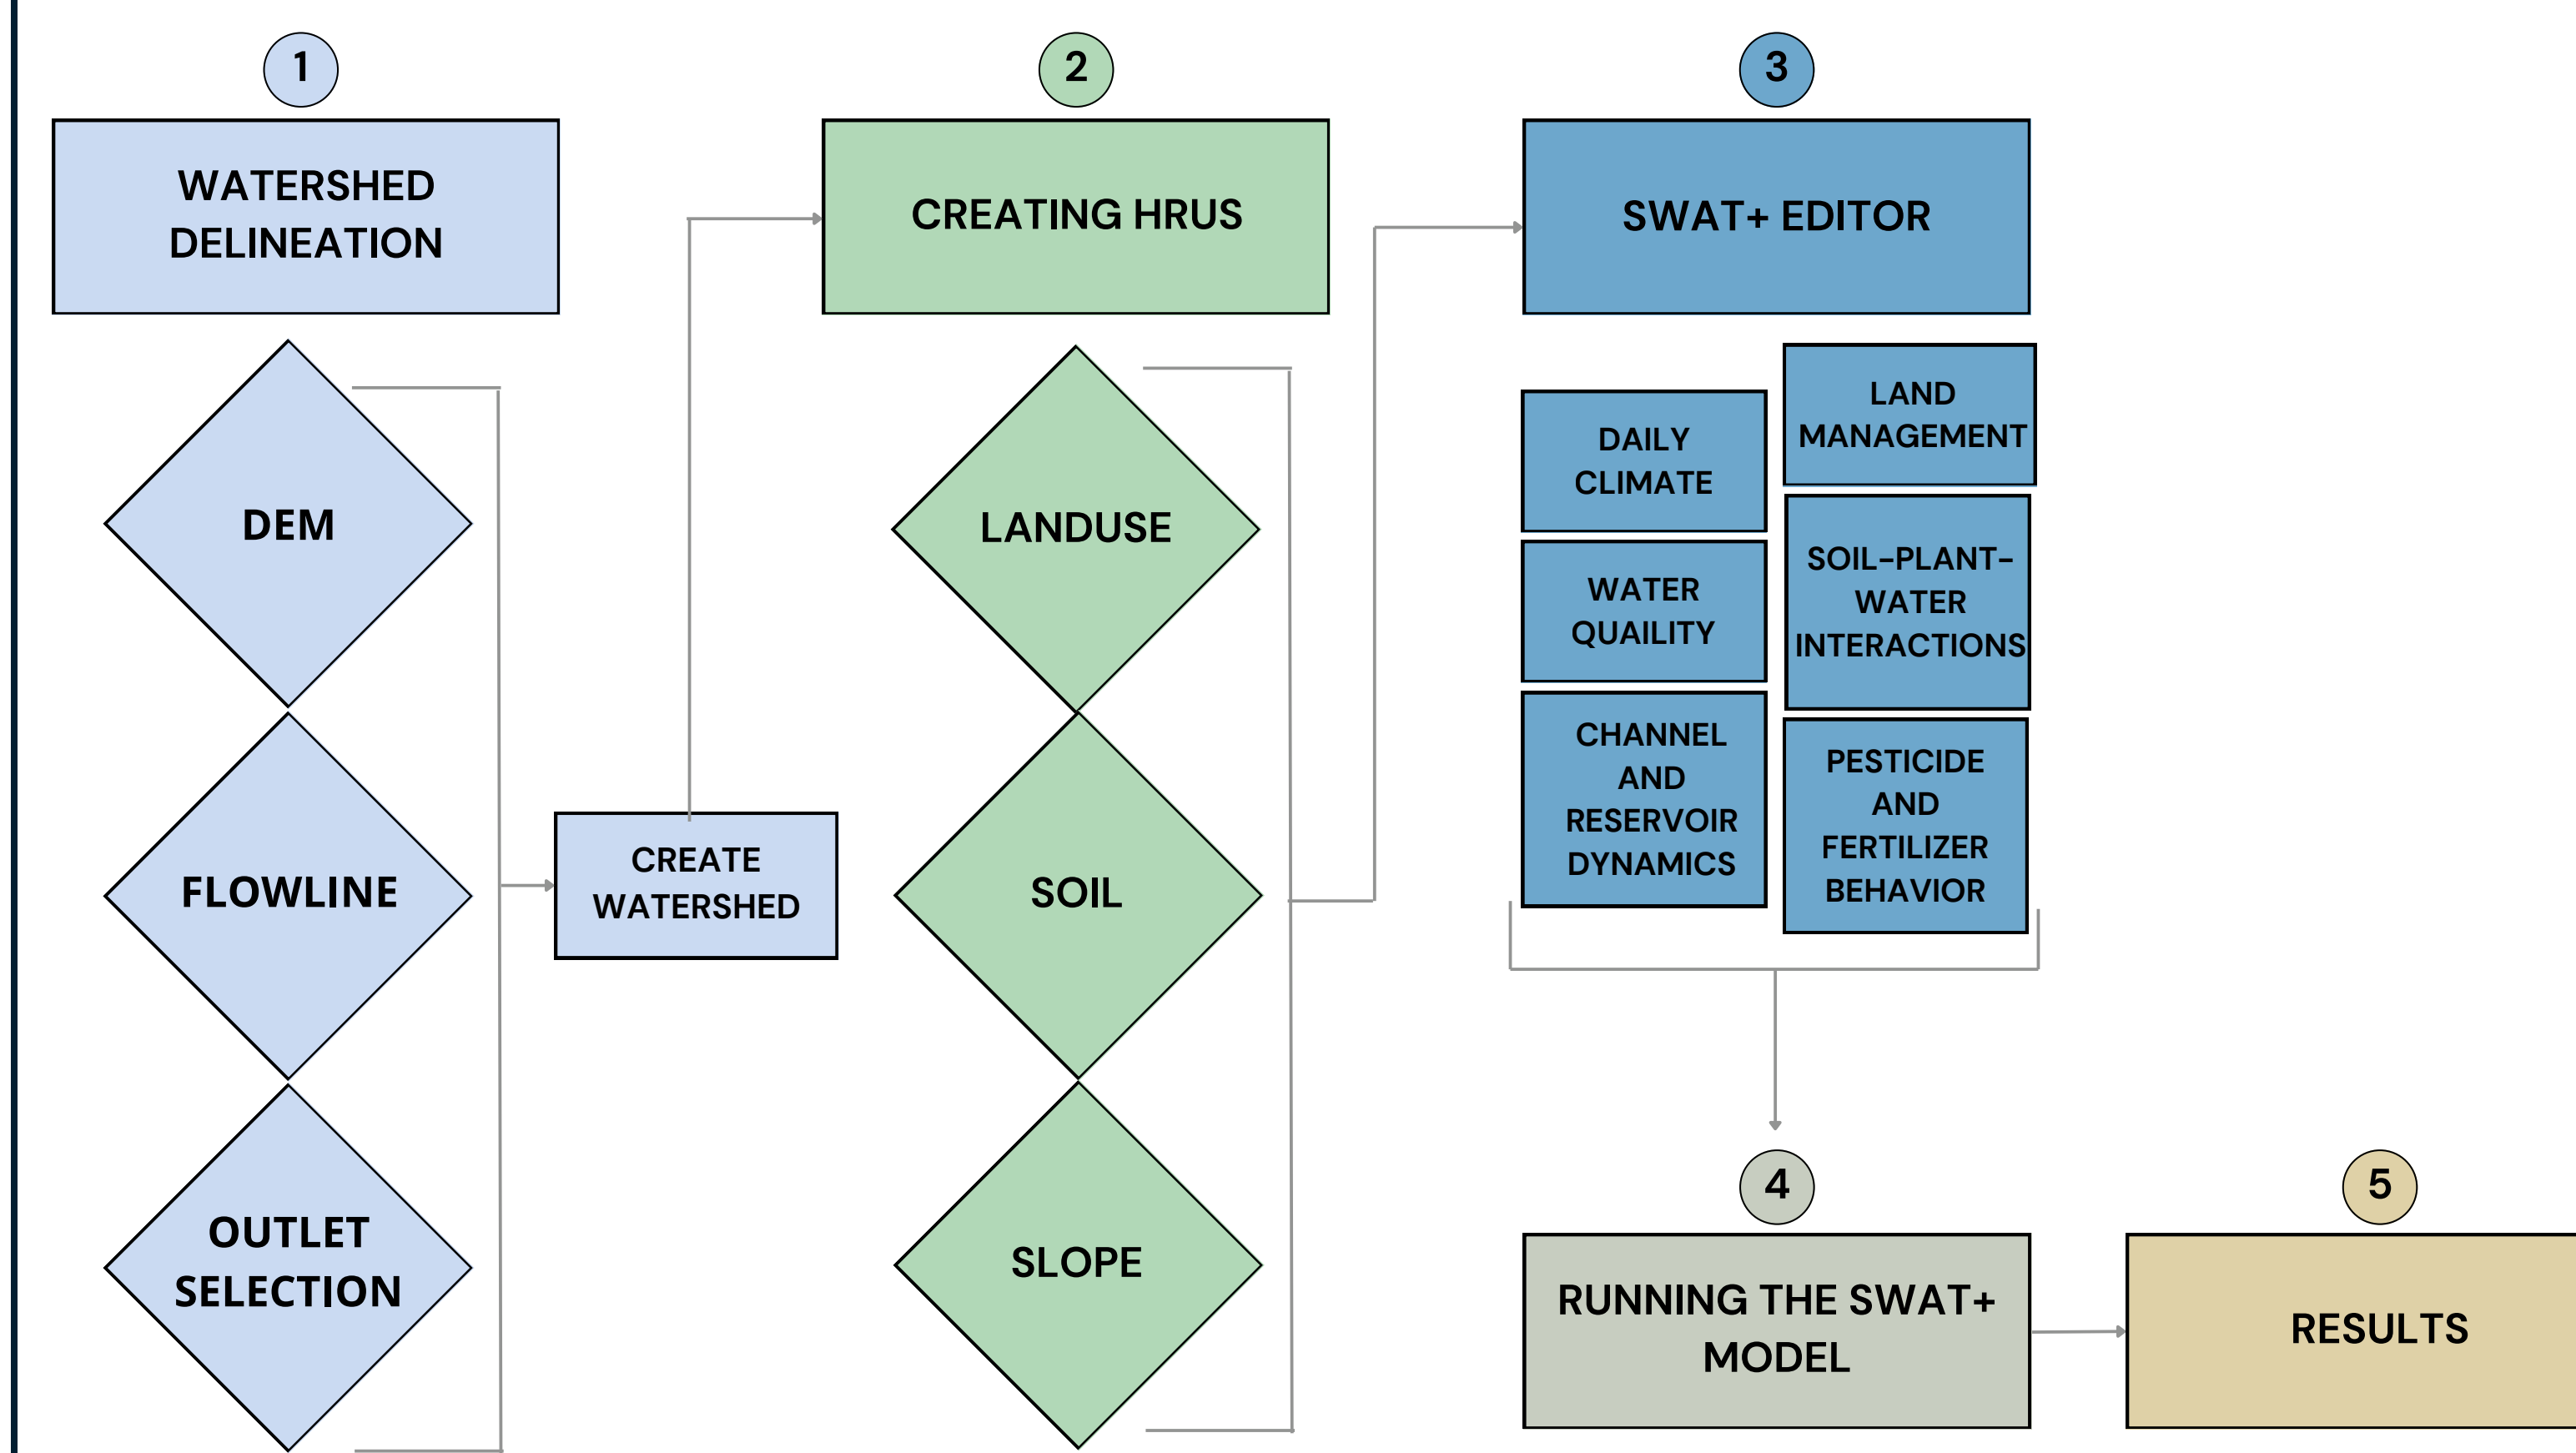 1
WATERSHED
DELINEATION
DEM
FLOWLINE
OUTLET
SELECTION
CREATE
WATERSHED
2
CREATING HRUS
LANDUSE
SOIL
SLOPE
3
SWAT+ EDITOR
DAILY
CLIMATE
WATER
QUAILITY
CHANNEL
AND
RESERVOIR
DYNAMICS
LAND
MANAGEMENT
SOIL-PLANT-
WATER
INTERACTIONS
PESTICIDE
AND
FERTILIZER
BEHAVIOR
4
RUNNING THE SWAT+
MODEL
5
RESULTS